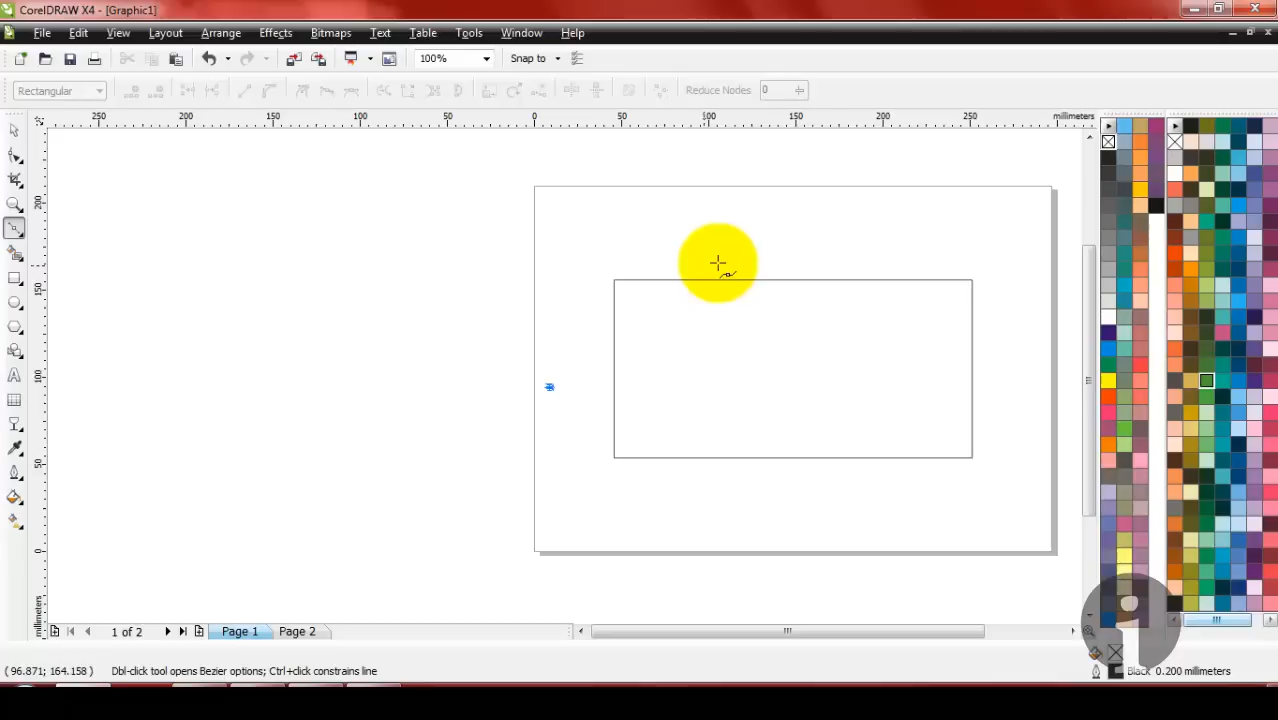 CorelDRAW X4 - [Graphic1]
File Edit View Layout Arrange Effects Bitmaps Text Table Tools Window Help
100% Snap to
Rectangular Reduce Nodes 0
250 200 150 100 50 0 50 100 150 200 250 millimeters
200
150
100
50
0
millimeters
1 of 2 Page 1 Page 2
(96.871; 164.158) Dbl-click tool opens Bezier options; Ctrl+click constrains line Black 0.200 millimeters